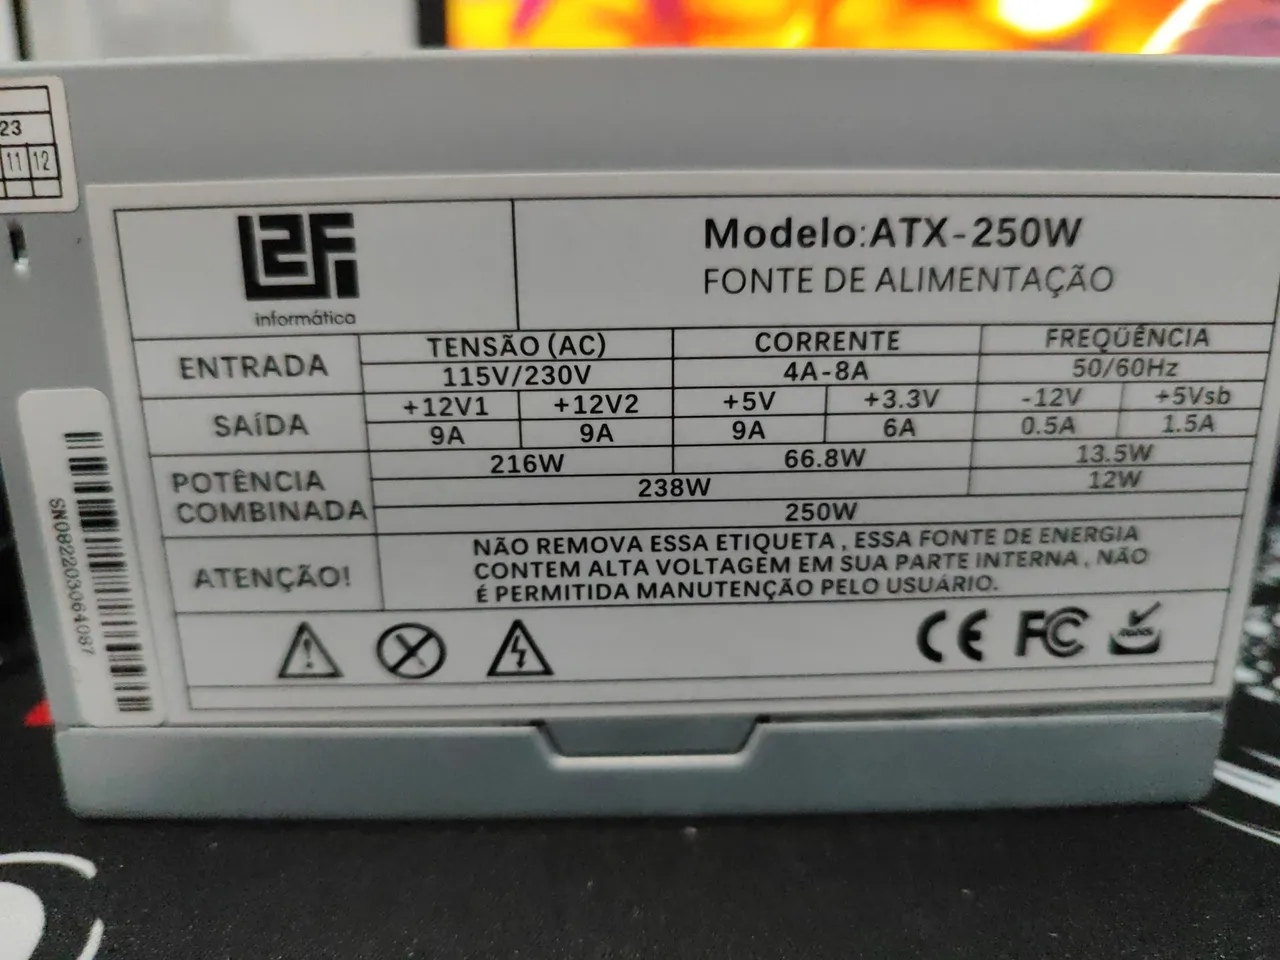 23
11 12
L2Fi
informática
Modelo:ATX-250W
FONTE DE ALIMENTAÇÃO
ENTRADA
TENSÃO (AC) CORRENTE FREQÜÊNCIA
115V/230V 4A-8A 50/60Hz
SAíDA
+12V1 +12V2 +5V +3.3V -12V +5Vsb
9A 9A 9A 6A 0.5A 1.5A
POTÊNCIA
COMBINADA
216W 66.8W 13.5W
238W 12W
250W
ATENÇÃO!
NÃO REMOVA ESSA ETIQUETA , ESSA FONTE DE ENERGIA
CONTEM ALTA VOLTAGEM EM SUA PARTE INTERNA , NÃO
É PERMITIDA MANUTENÇÃO PELO USUÁRIO.
CE FC
SN082203064087